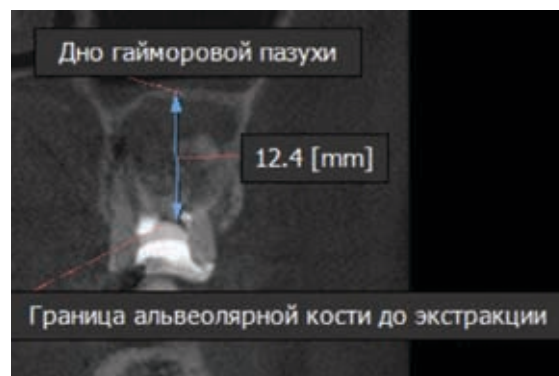 Дно гайморовой пазухи
12.4 [mm]
Граница альвеолярной кости до экстракции